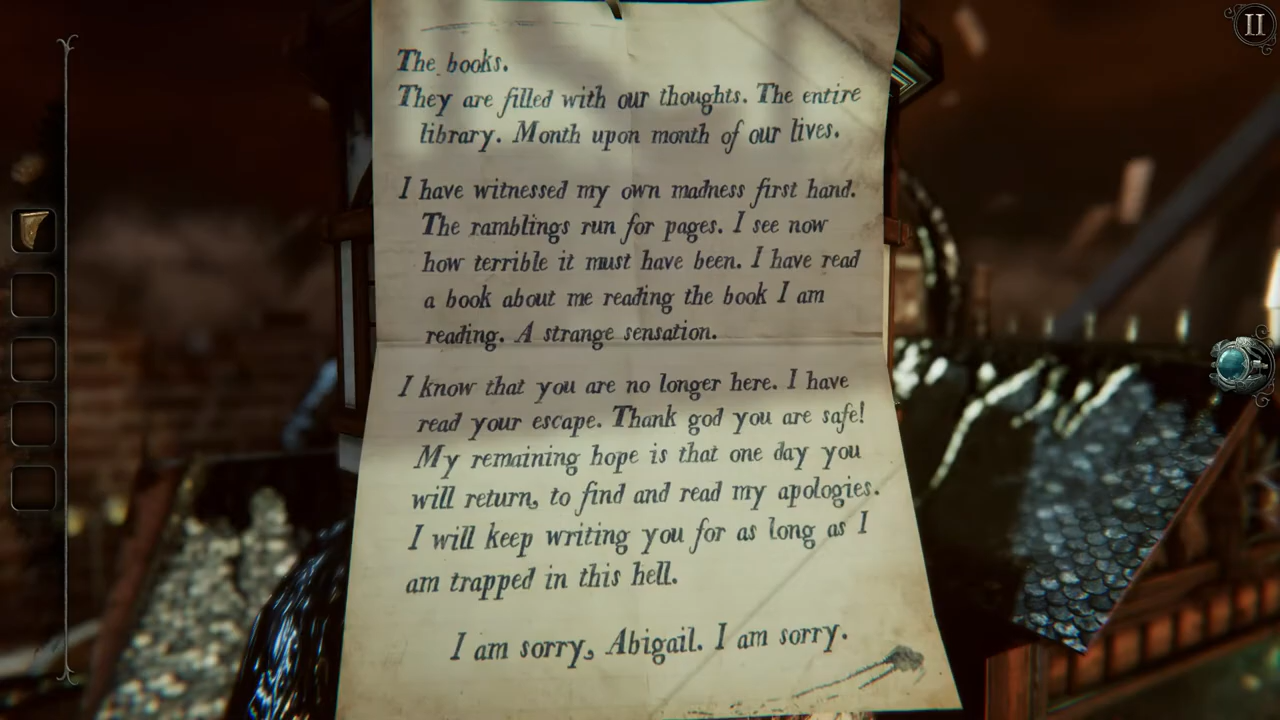 The books.
They are filled with our thoughts. The entire
library. Month upon month of our lives.
I have witnessed my own madness first hand.
The ramblings run for pages. I see now
how terrible it must have been. I have read
a book about me reading the book I am
reading. A strange sensation.
I know that you are no longer here. I have
read your escape. Thank god you are safe!
My remaining hope is that one day you
will return, to find and read my apologies.
I will keep writing you for as long as I
am trapped in this hell.
I am sorry, Abigail. I am sorry.